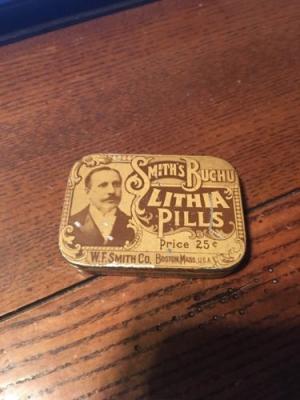 SMITH'S BUCHU
LITHIA
PILLS
Price 25¢
W.F. SMITH CO. BOSTON, MASS. U.S.A.